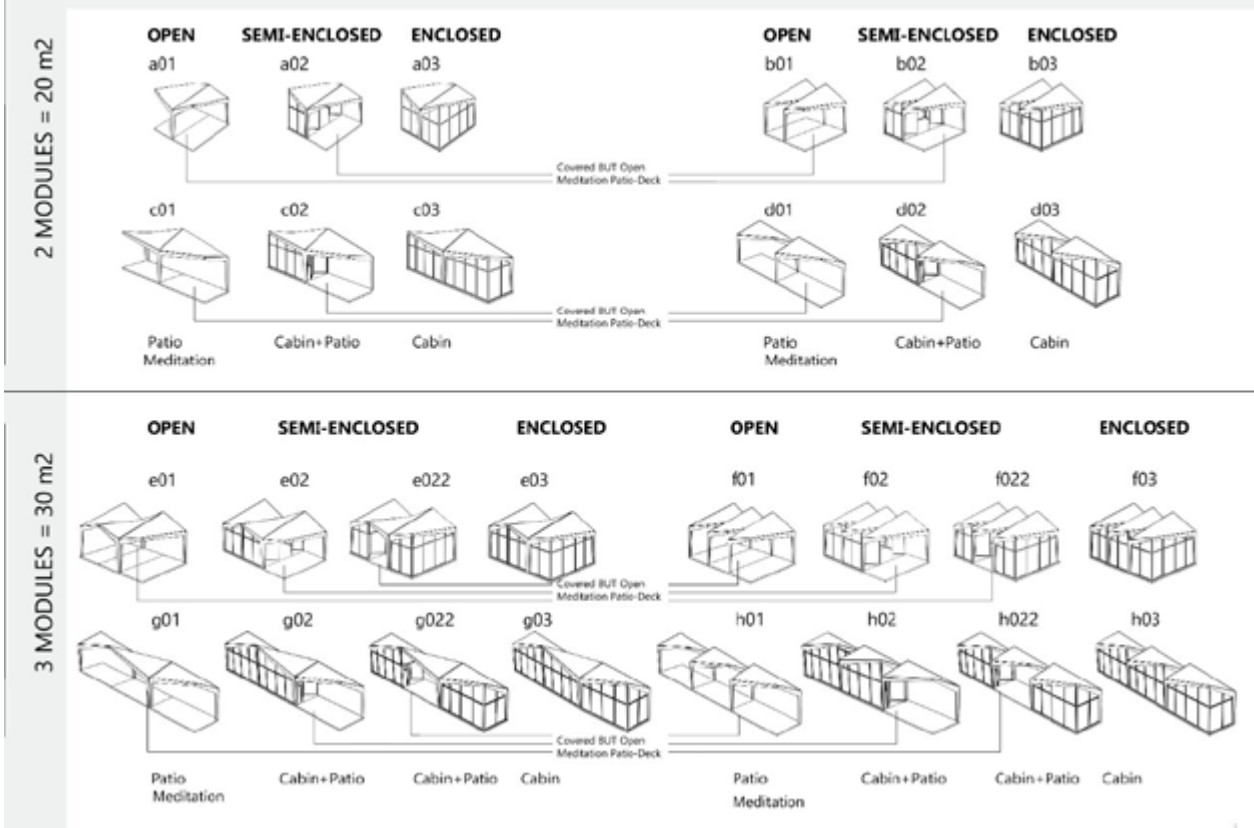 2 MODULES = 20 m2
OPEN SEMI-ENCLOSED ENCLOSED OPEN SEMI-ENCLOSED ENCLOSED
a01 a02 a03 b01 b02 b03
Covered BUT Open
Meditation Patio-Deck
c01 c02 c03 d01 d02 d03
Covered BUT Open
Meditation Patio-Deck
Patio Cabin+Patio Cabin Patio Cabin+Patio Cabin
Meditation Meditation
3 MODULES = 30 m2
OPEN SEMI-ENCLOSED ENCLOSED OPEN SEMI-ENCLOSED ENCLOSED
e01 e02 e022 e03 f01 f02 f022 f03
Covered BUT Open
Meditation Patio-Deck
g01 g02 g022 g03 h01 h02 h022 h03
Covered BUT Open
Meditation Patio-Deck
Patio Cabin+Patio Cabin+Patio Cabin Patio Cabin+Patio Cabin+Patio Cabin
Meditation Meditation